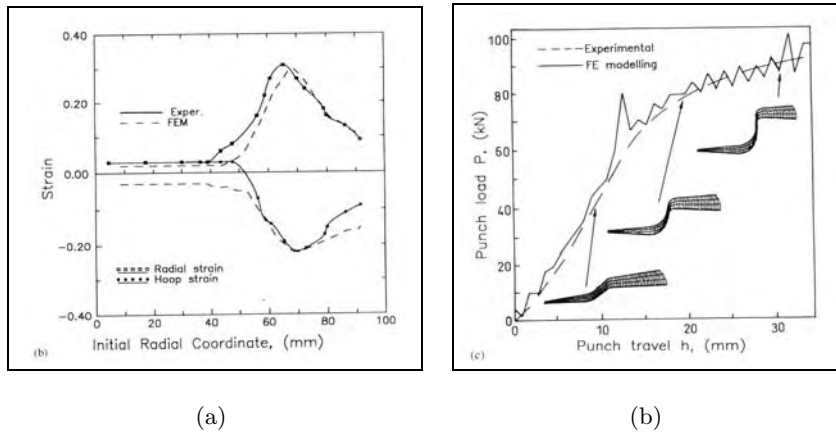 0.40
0.20
0.00
−0.20
−0.40
Strain
Exper.
FEM
Radial strain
Hoop strain
0 20 40 60 80 100
Initial Radial Coordinate, (mm)
(b)
100
80
60
40
20
0
Punch load P, (kN)
Experimental
FE modelling
0 10 20 30
Punch travel h, (mm)
(c)
(a)
(b)